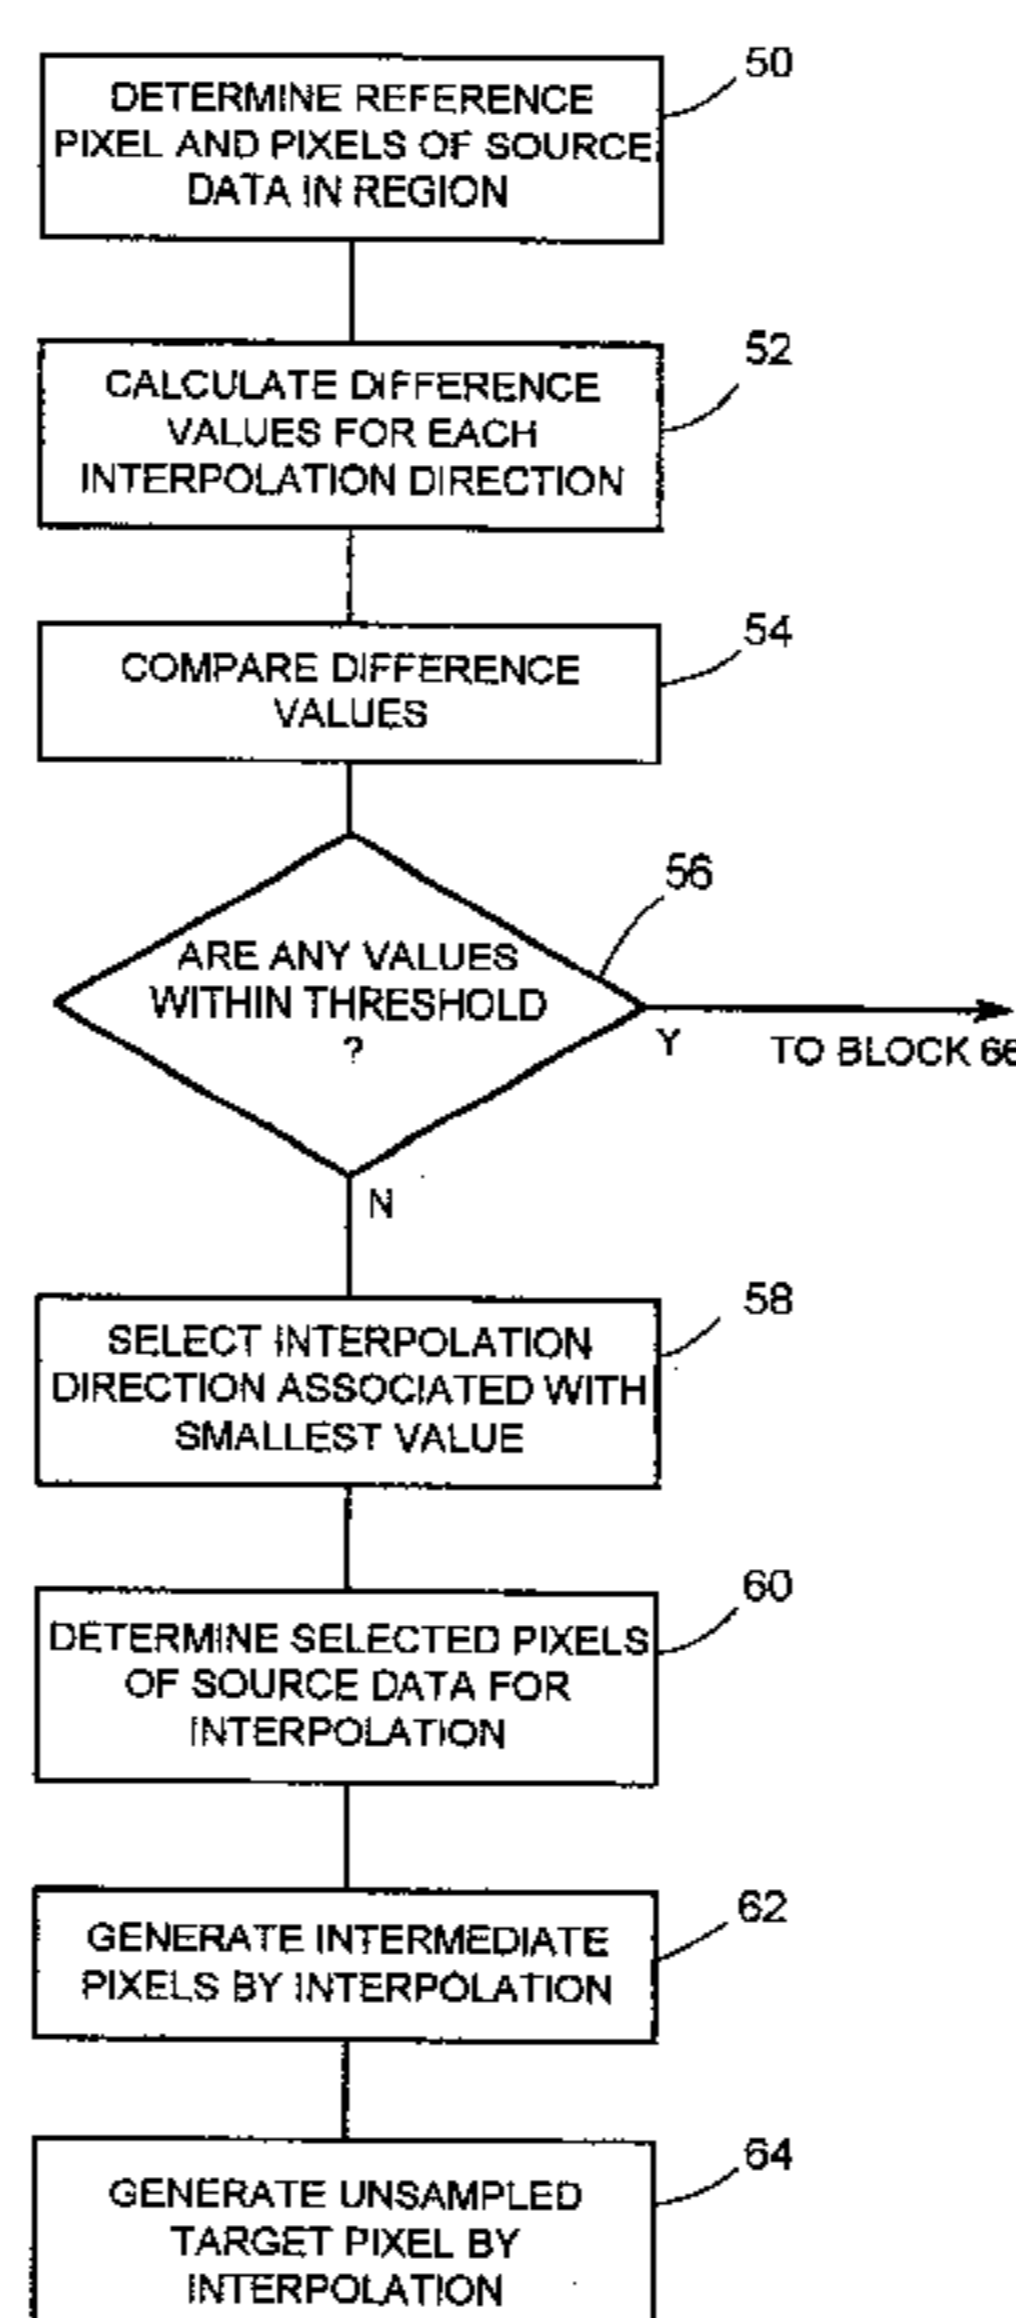 50
DETERMINE REFERENCE
PIXEL AND PIXELS OF SOURCE
DATA IN REGION
52
CALCULATE DIFFERENCE
VALUES FOR EACH
INTERPOLATION DIRECTION
54
COMPARE DIFFERENCE
VALUES
56
ARE ANY VALUES
WITHIN THRESHOLD
?
Y
TO BLOCK 66
N
58
SELECT INTERPOLATION
DIRECTION ASSOCIATED WITH
SMALLEST VALUE
60
DETERMINE SELECTED PIXELS
OF SOURCE DATA FOR
INTERPOLATION
62
GENERATE INTERMEDIATE
PIXELS BY INTERPOLATION
64
GENERATE UNSAMPLED
TARGET PIXEL BY
INTERPOLATION